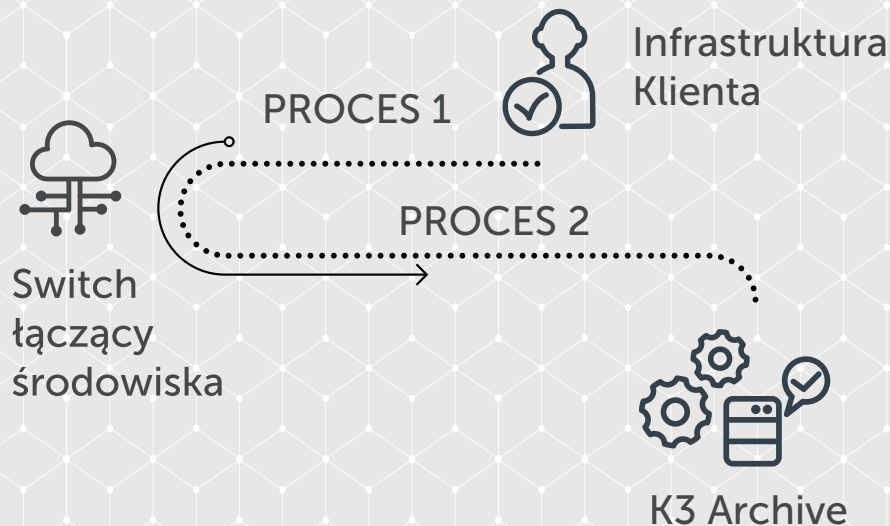 Infrastruktura
Klienta
PROCES 1
PROCES 2
Switch
łączący
środowiska
K3 Archive